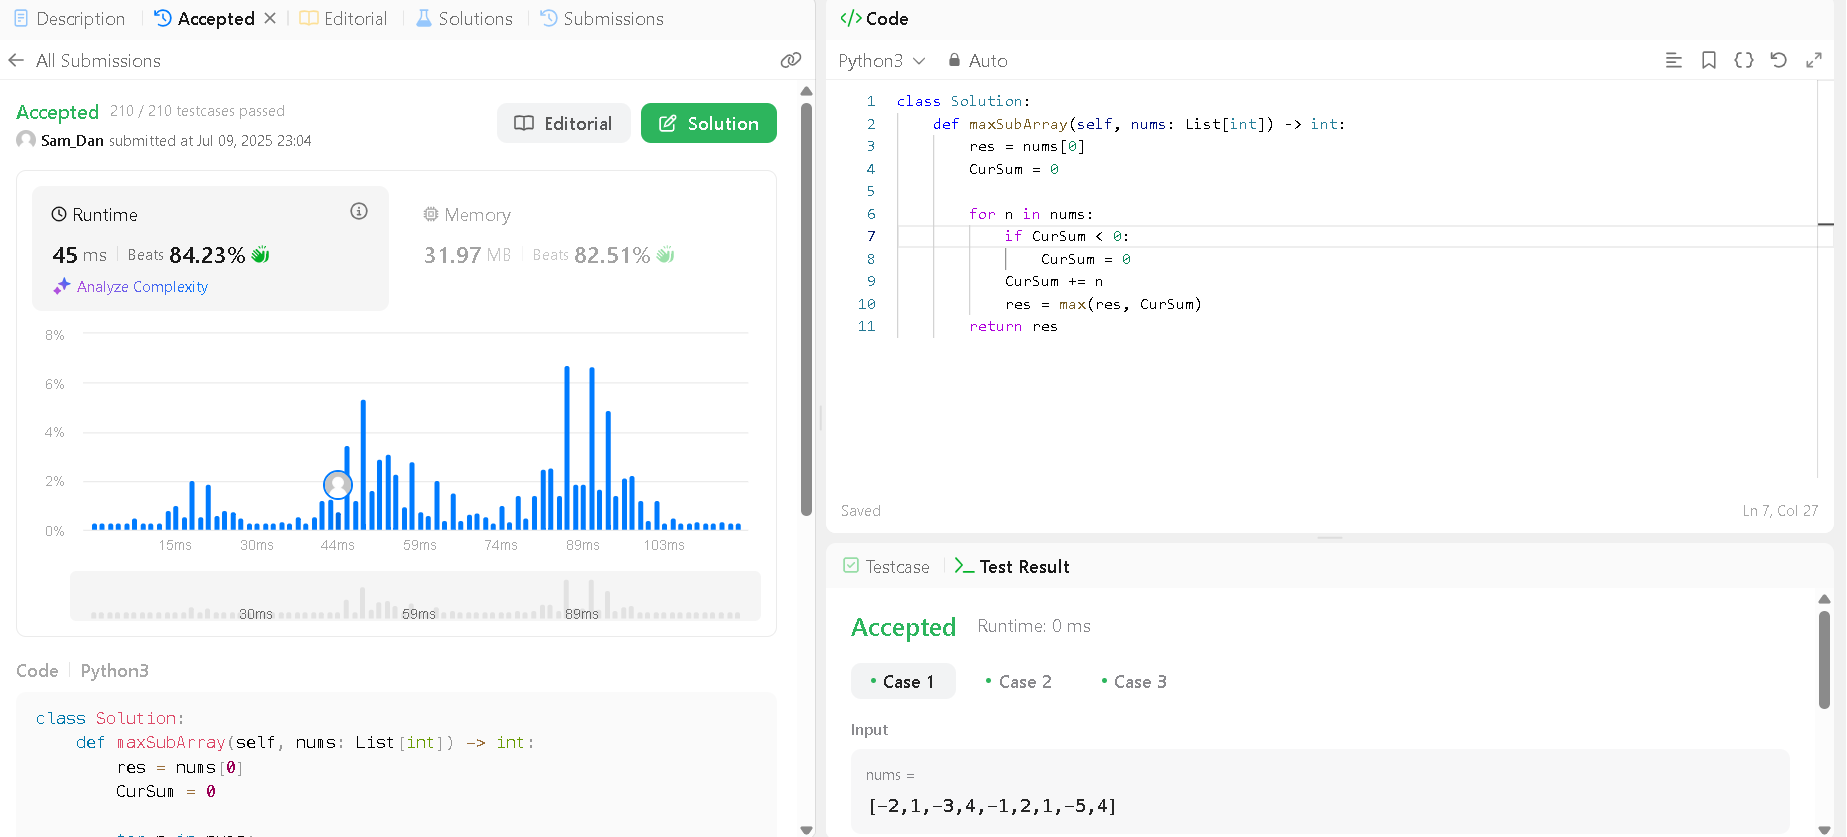 Description
Accepted
Editorial
Solutions
Submissions
All Submissions
Accepted 210 / 210 testcases passed
Sam_Dan submitted at Jul 09, 2025 23:04
Editorial
Solution
Runtime
45 ms Beats 84.23%
Analyze Complexity
Memory
31.97 MB Beats 82.51%
8%
6%
4%
2%
0%
15ms 30ms 44ms 59ms 74ms 89ms 103ms
30ms 59ms 89ms
Code Python3
class Solution:
    def maxSubArray(self, nums: List[int]) -> int:
        res = nums[0]
        CurSum = 0
</> Code
Python3 Auto
1 class Solution:
2     def maxSubArray(self, nums: List[int]) -> int:
3         res = nums[0]
4         CurSum = 0
5
6         for n in nums:
7             if CurSum < 0:
8                 CurSum = 0
9             CurSum += n
10             res = max(res, CurSum)
11         return res
Saved Ln 7, Col 27
Testcase
>_ Test Result
Accepted Runtime: 0 ms
• Case 1 • Case 2 • Case 3
Input
nums =
[-2,1,-3,4,-1,2,1,-5,4]